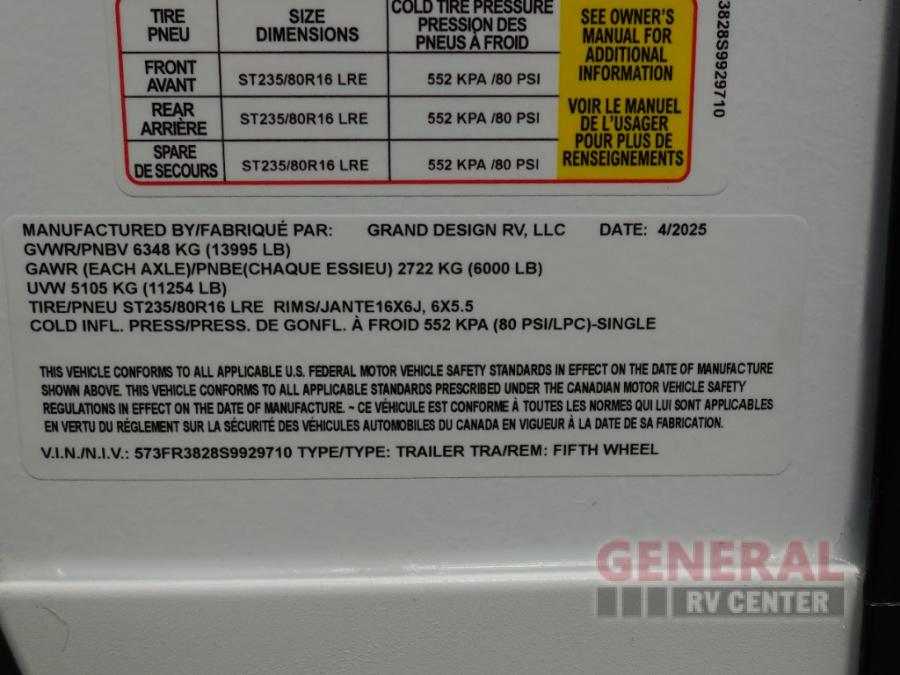 TIRE SIZE COLD TIRE PRESSURE SEE OWNER'S
PNEU DIMENSIONS PRESSION DES MANUAL FOR
PNEUS À FROID ADDITIONAL
INFORMATION
FRONT AVANT ST235/80R16 LRE 552 KPA /80 PSI
REAR ARRIÈRE ST235/80R16 LRE 552 KPA /80 PSI
SPARE DE SECOURS ST235/80R16 LRE 552 KPA /80 PSI
VOIR LE MANUEL
DE L'USAGER
POUR PLUS DE
RENSEIGNEMENTS
3828S9929710
MANUFACTURED BY/FABRIQUÉ PAR: GRAND DESIGN RV, LLC DATE: 4/2025
GVWR/PNBV 6348 KG (13995 LB)
GAWR (EACH AXLE)/PNBE(CHAQUE ESSIEU) 2722 KG (6000 LB)
UVW 5105 KG (11254 LB)
TIRE/PNEU ST235/80R16 LRE RIMS/JANTE16X6J, 6X5.5
COLD INFL. PRESS/PRESS. DE GONFL. À FROID 552 KPA (80 PSI/LPC)-SINGLE
THIS VEHICLE CONFORMS TO ALL APPLICABLE U.S. FEDERAL MOTOR VEHICLE SAFETY STANDARDS IN EFFECT ON THE DATE OF MANUFACTURE
SHOWN ABOVE. THIS VEHICLE CONFORMS TO ALL APPLICABLE STANDARDS PRESCRIBED UNDER THE CANADIAN MOTOR VEHICLE SAFETY
REGULATIONS IN EFFECT ON THE DATE OF MANUFACTURE. ~ CE VÉHICULE EST CONFORME À TOUTES LES NORMES QUI LUI SONT APPLICABLES
EN VERTU DU RÈGLEMENT SUR LA SÉCURITÉ DES VÉHICULES AUTOMOBILES DU CANADA EN VIGUEUR À LA DATE DE SA FABRICATION.
V.I.N./N.I.V.: 573FR3828S9929710 TYPE/TYPE: TRAILER TRA/REM: FIFTH WHEEL
GENERAL
RV CENTER